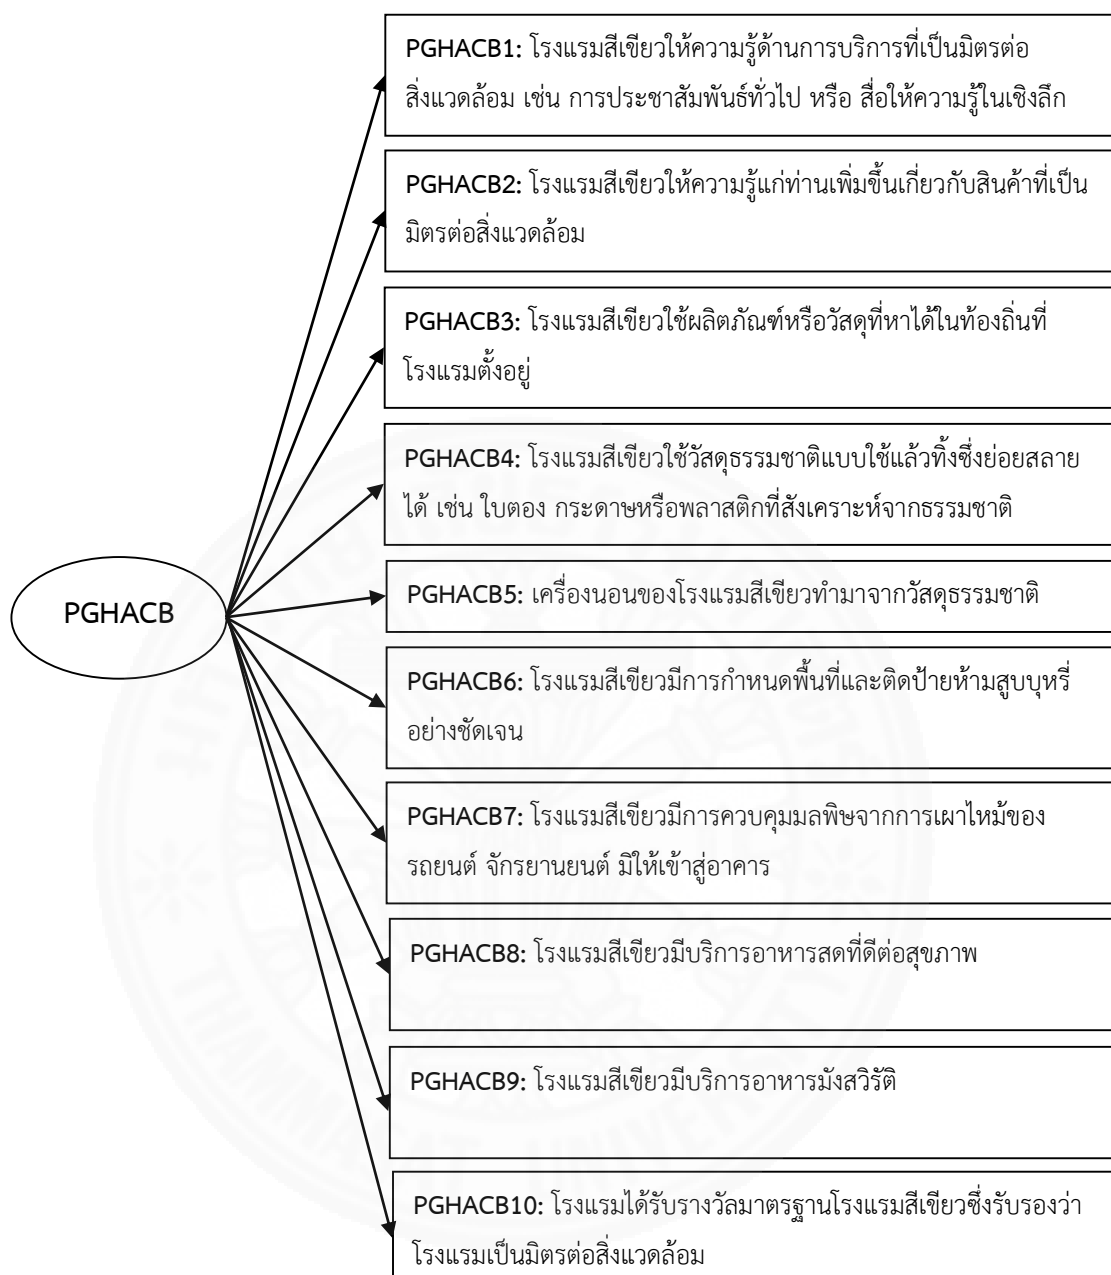 PGHACB1: โรงแรมสีเขียวให้ความรู้ด้านการบริการที่เป็นมิตรต่อ
สิ่งแวดล้อม เช่น การประชาสัมพันธ์ทั่วไป หรือ สื่อให้ความรู้ในเชิงลึก
PGHACB2: โรงแรมสีเขียวให้ความรู้แก่ท่านเพิ่มขึ้นเกี่ยวกับสินค้าที่เป็น
มิตรต่อสิ่งแวดล้อม
PGHACB3: โรงแรมสีเขียวใช้ผลิตภัณฑ์หรือวัสดุที่หาได้ในท้องถิ่นที่
โรงแรมตั้งอยู่
PGHACB4: โรงแรมสีเขียวใช้วัสดุธรรมชาติแบบใช้แล้วทิ้งซึ่งย่อยสลาย
ได้ เช่น ใบตอง กระดาษหรือพลาสติกที่สังเคราะห์จากธรรมชาติ
PGHACB
PGHACB5: เครื่องนอนของโรงแรมสีเขียวทำมาจากวัสดุธรรมชาติ
PGHACB6: โรงแรมสีเขียวมีการกำหนดพื้นที่และติดป้ายห้ามสูบบุหรี่
อย่างชัดเจน
PGHACB7: โรงแรมสีเขียวมีการควบคุมมลพิษจากการเผาไหม้ของ
รถยนต์ จักรยานยนต์ มิให้เข้าสู่อาคาร
PGHACB8: โรงแรมสีเขียวมีบริการอาหารสดที่ดีต่อสุขภาพ
PGHACB9: โรงแรมสีเขียวมีบริการอาหารมังสวิรัติ
PGHACB10: โรงแรมได้รับรางวัลมาตรฐานโรงแรมสีเขียวซึ่งรับรองว่า
โรงแรมเป็นมิตรต่อสิ่งแวดล้อม
THAMMASAT UNIVERSITY